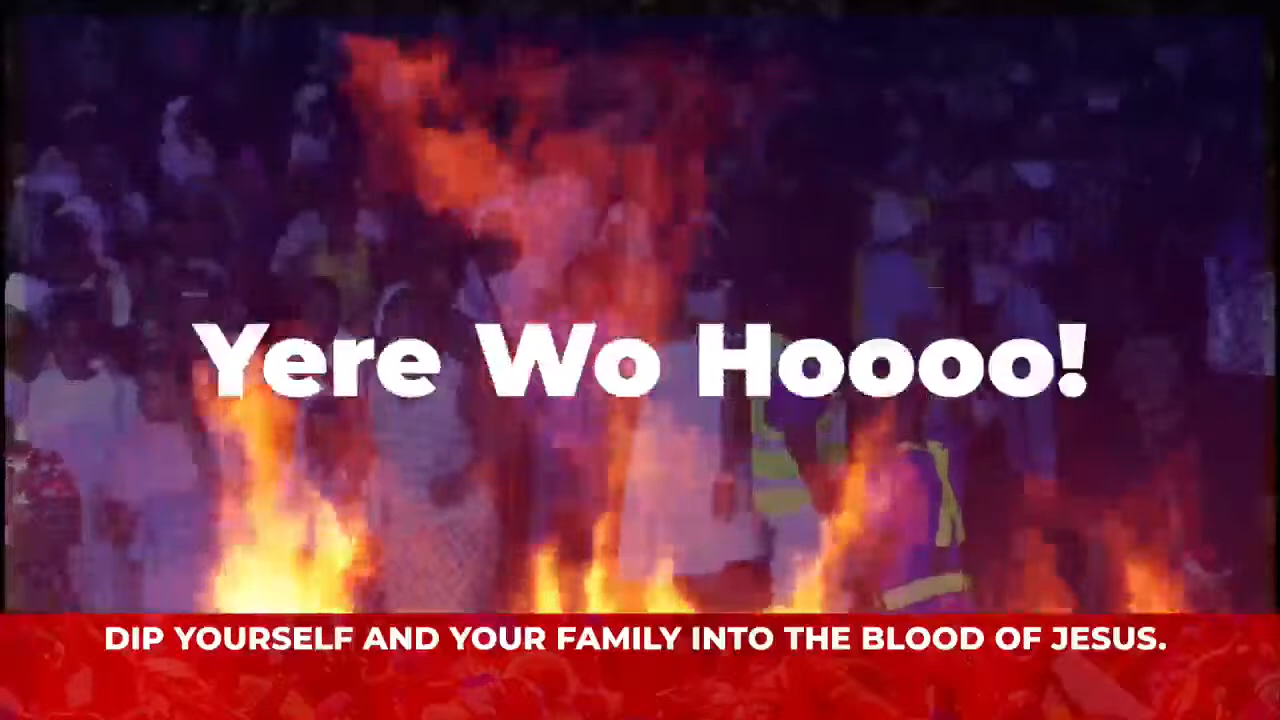 Yere Wo Hoooo!
DIP YOURSELF AND YOUR FAMILY INTO THE BLOOD OF JESUS.